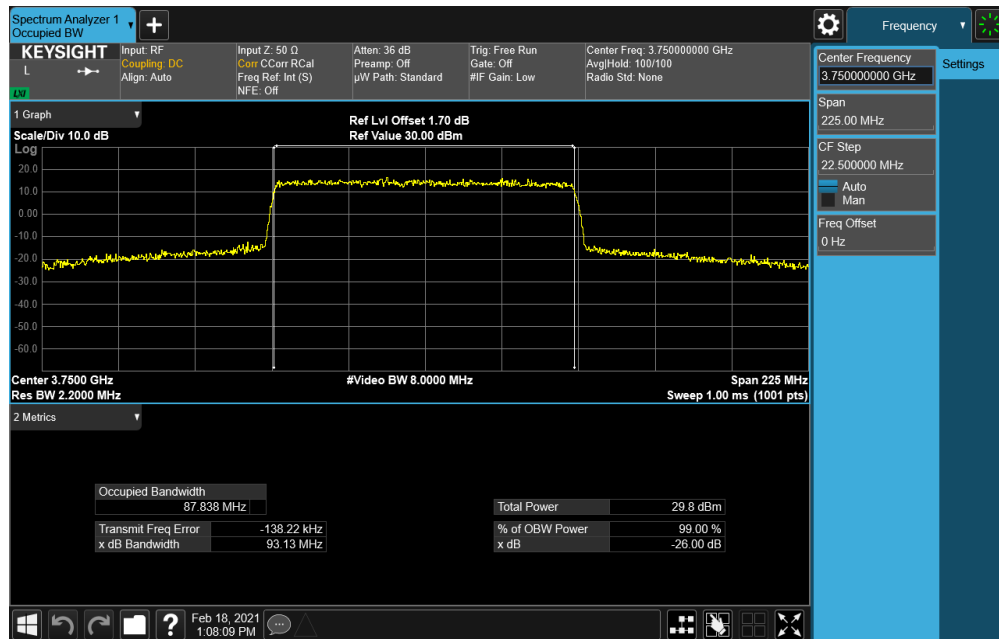 Spectrum Analyzer 1
Occupied BW
Frequency
KEYSIGHT
L
LXI
Input: RF
Coupling: DC
Align: Auto
Input Z: 50 Ω
Corr CCorr RCal
Freq Ref: Int (S)
NFE: Off
Atten: 36 dB
Preamp: Off
µW Path: Standard
Trig: Free Run
Gate: Off
#IF Gain: Low
Center Freq: 3.750000000 GHz
Avg|Hold: 100/100
Radio Std: None
Center Frequency
3.750000000 GHz
Settings
Span
225.00 MHz
CF Step
22.500000 MHz
Auto
Man
Freq Offset
0 Hz
1 Graph
Scale/Div 10.0 dB
Ref Lvl Offset 1.70 dB
Ref Value 30.00 dBm
Log
20.0
10.0
0.00
-10.0
-20.0
-30.0
-40.0
-50.0
-60.0
Center 3.7500 GHz
#Video BW 8.0000 MHz
Span 225 MHz
Res BW 2.2000 MHz
Sweep 1.00 ms (1001 pts)
2 Metrics
Occupied Bandwidth
87.838 MHz
Transmit Freq Error -138.22 kHz
x dB Bandwidth 93.13 MHz
Total Power 29.8 dBm
% of OBW Power 99.00 %
x dB -26.00 dB
?
Feb 18, 2021
1:08:09 PM